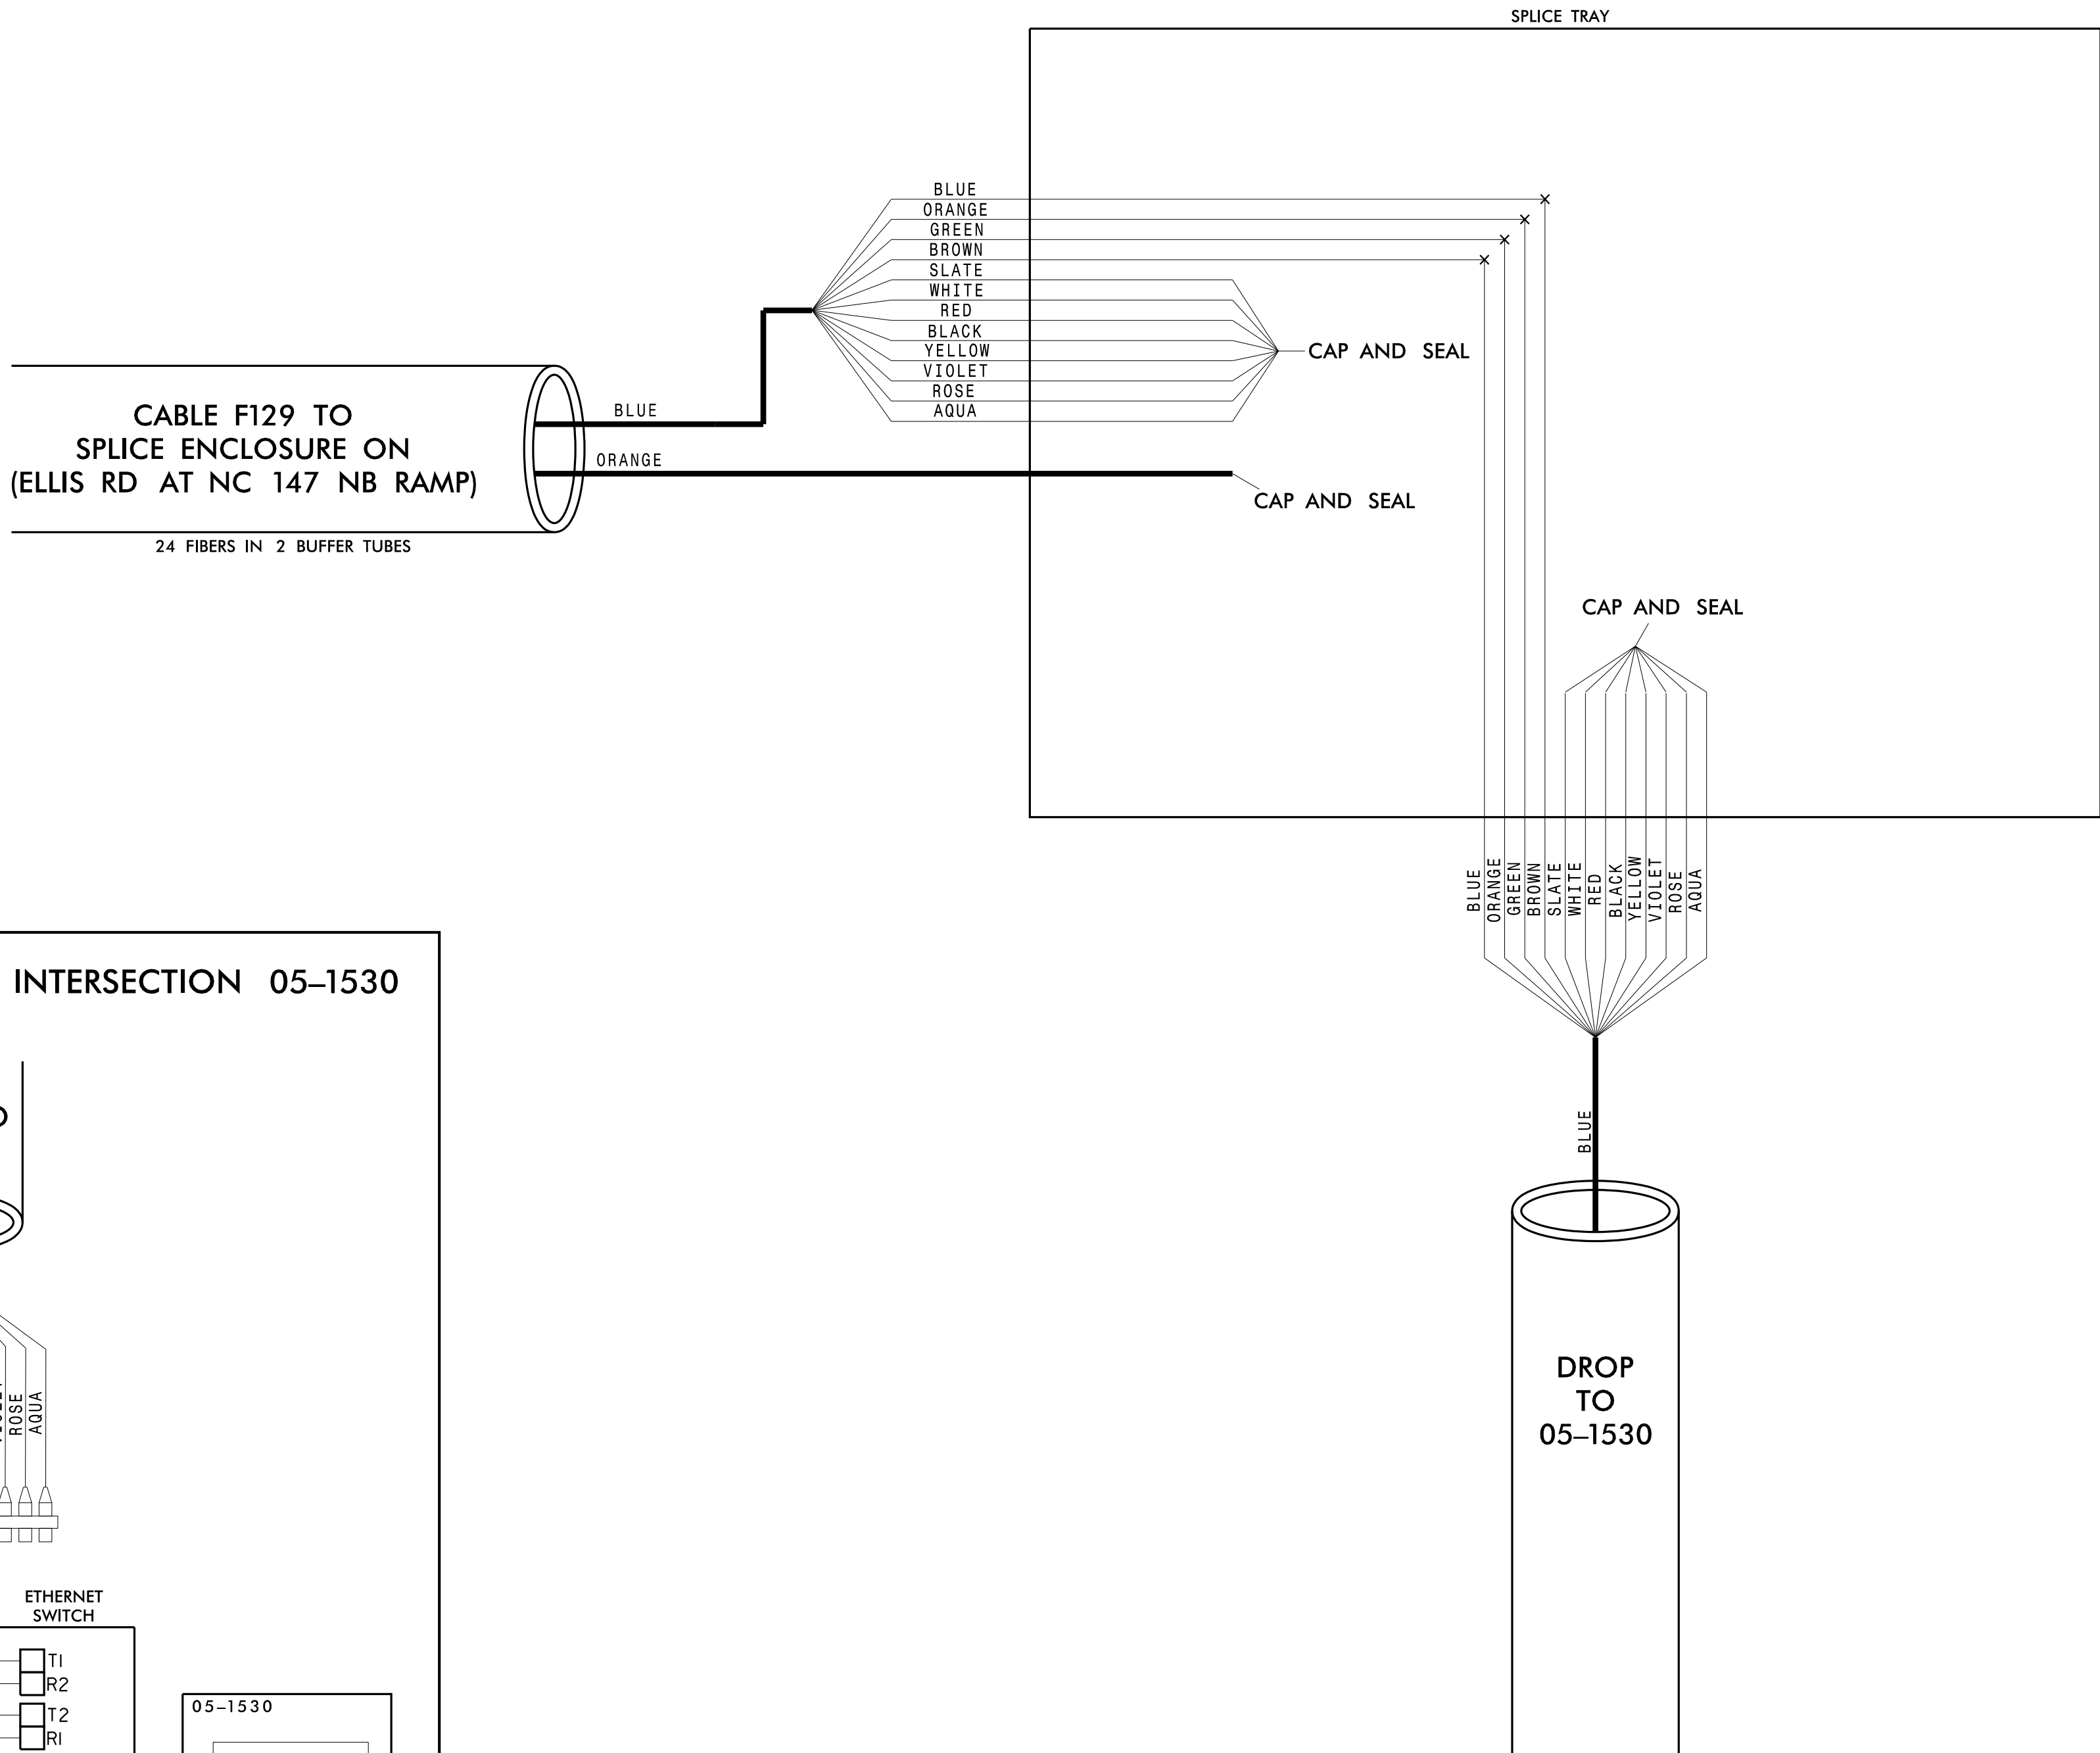 SPLICE TRAY
BLUE
ORANGE
GREEN
BROWN
SLATE
WHITE
RED
BLACK
YELLOW
VIOLET
ROSE
AQUA
CAP AND SEAL
CABLE F129 TO
SPLICE ENCLOSURE ON
(ELLIS RD AT NC 147 NB RAMP)
24 FIBERS IN 2 BUFFER TUBES
BLUE
ORANGE
CAP AND SEAL
CAP AND SEAL
BLUE
ORANGE
GREEN
BROWN
SLATE
WHITE
RED
BLACK
YELLOW
VIOLET
ROSE
AQUA
BLUE
DROP
TO
05–1530
INTERSECTION 05–1530
ROSE
AQUA
ETHERNET
SWITCH
T1
R2
T2
R1
05–1530